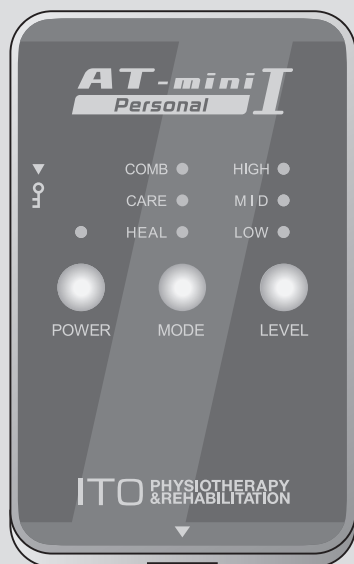 AT-mini I
Personal
COMB HIGH
CARE MID
HEAL LOW
POWER MODE LEVEL
ITO PHYSIOTHERAPY
&REHABILITATION